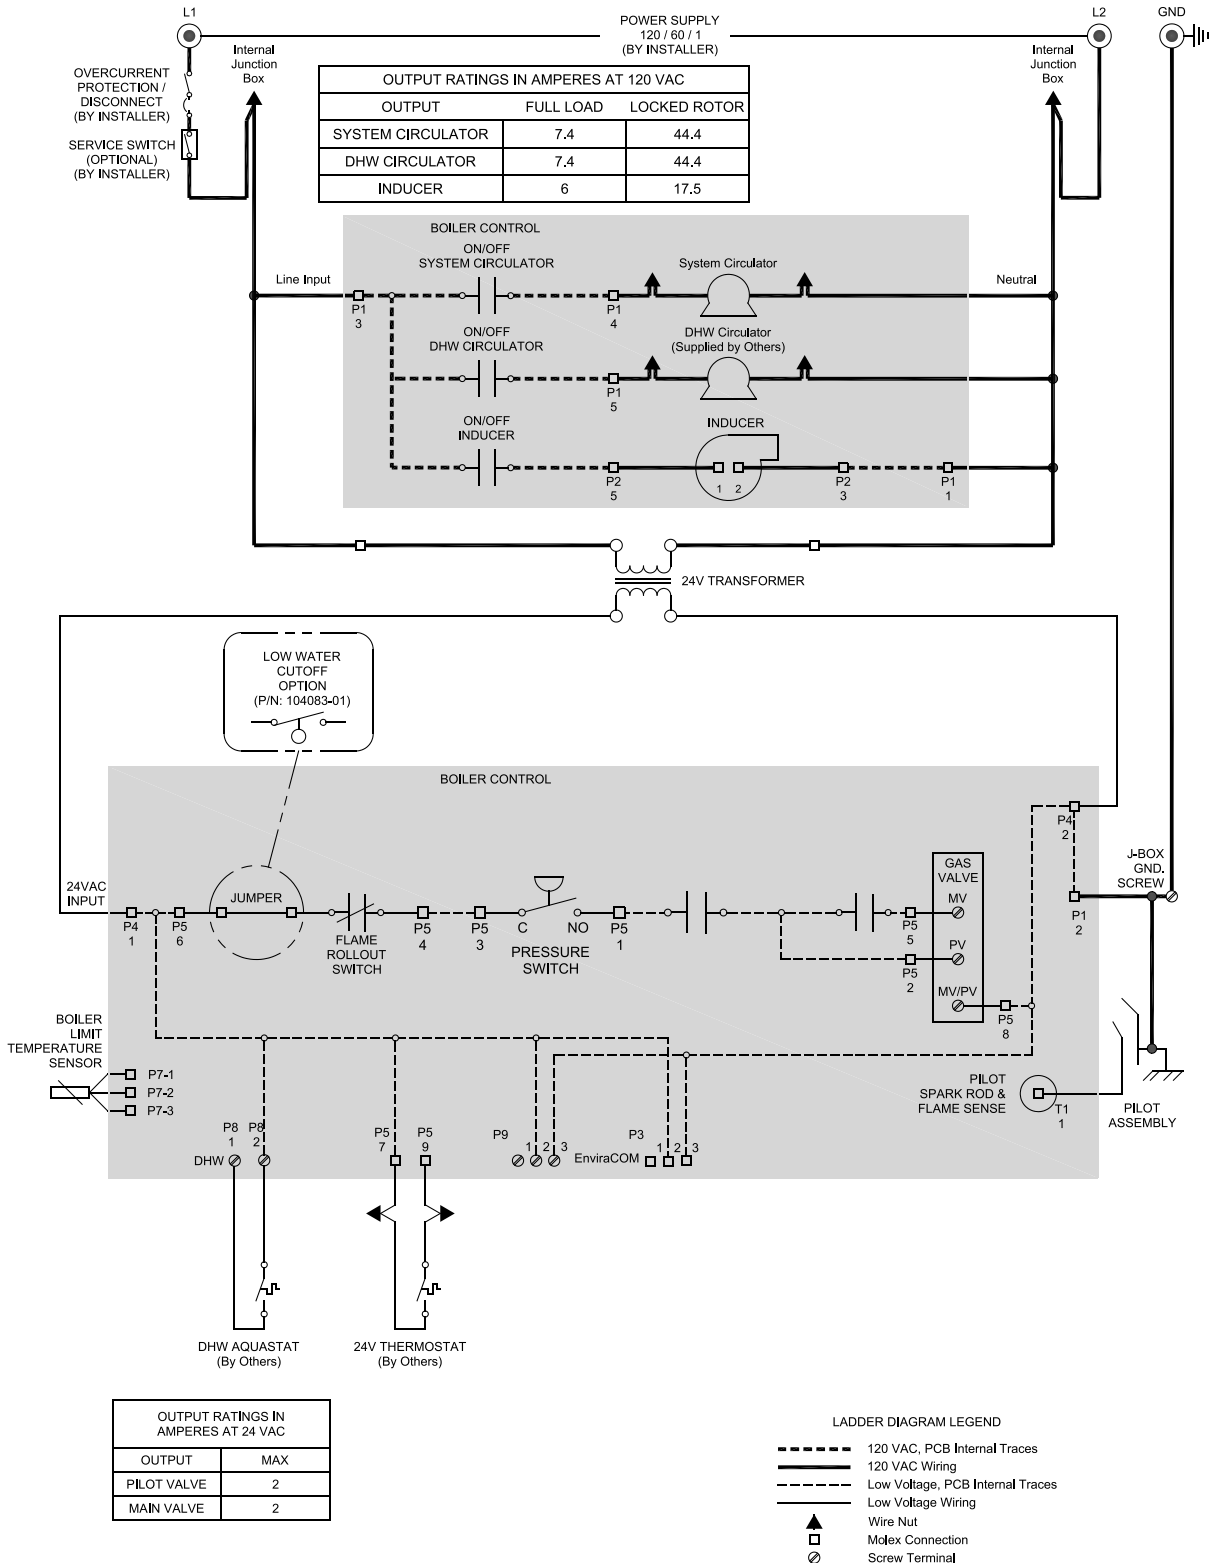 L1
POWER SUPPLY
120 / 60 / 1
(BY INSTALLER)
L2
GND
Internal
Junction
Box
Internal
Junction
Box
OVERCURRENT
PROTECTION /
DISCONNECT
(BY INSTALLER)
SERVICE SWITCH
(OPTIONAL)
(BY INSTALLER)
OUTPUT RATINGS IN AMPERES AT 120 VAC
OUTPUT FULL LOAD LOCKED ROTOR
SYSTEM CIRCULATOR 7.4 44.4
DHW CIRCULATOR 7.4 44.4
INDUCER 6 17.5
BOILER CONTROL
ON/OFF
SYSTEM CIRCULATOR
System Circulator
Line Input
Neutral
P1
3
P1
4
ON/OFF
DHW CIRCULATOR
DHW Circulator
(Supplied by Others)
P1
5
ON/OFF
INDUCER
INDUCER
1 2
P2
5
P2
3
P1
1
24V TRANSFORMER
LOW WATER
CUTOFF
OPTION
(P/N: 104083-01)
BOILER CONTROL
P4
2
24VAC
INPUT
JUMPER
GAS
VALVE
MV
PV
MV/PV
J-BOX
GND.
SCREW
P4
1
P5
6
FLAME
ROLLOUT
SWITCH
P5
4
P5
3
C
NO
PRESSURE
SWITCH
P5
1
P5
5
P5
2
P5
8
P1
2
BOILER
LIMIT
TEMPERATURE
SENSOR
P7-1
P7-2
P7-3
PILOT
SPARK ROD &
FLAME SENSE
T1
1
PILOT
ASSEMBLY
P8
1
P8
2
DHW
P5
7
P5
9
P9
1 2 3
EnviraCOM
P3
1 2 3
DHW AQUASTAT
(By Others)
24V THERMOSTAT
(By Others)
OUTPUT RATINGS IN
AMPERES AT 24 VAC
OUTPUT MAX
PILOT VALVE 2
MAIN VALVE 2
LADDER DIAGRAM LEGEND
120 VAC, PCB Internal Traces
120 VAC Wiring
Low Voltage, PCB Internal Traces
Low Voltage Wiring
Wire Nut
Molex Connection
Screw Terminal